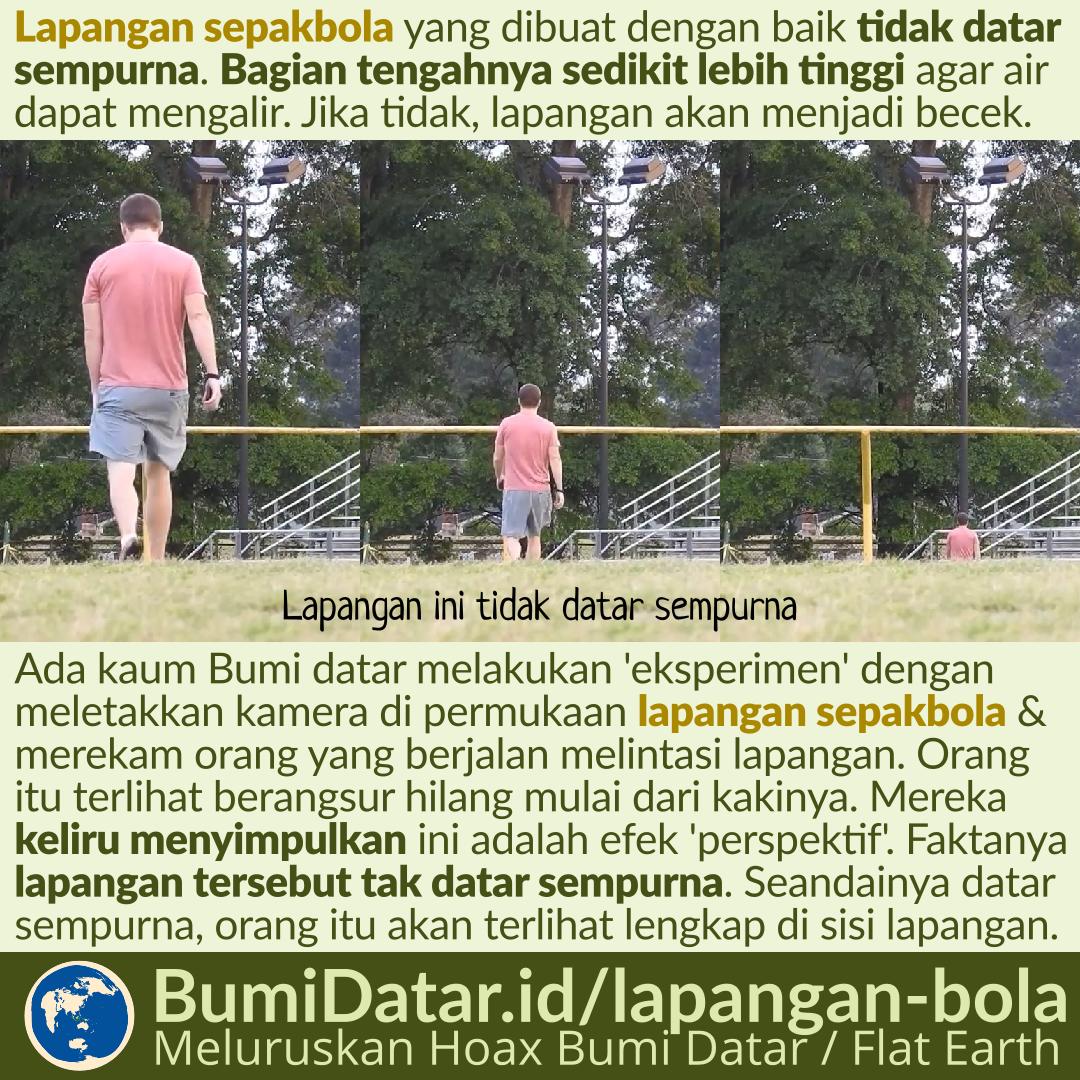 Lapangan sepakbola yang dibuat dengan baik tidak datar
sempurna. Bagian tengahnya sedikit lebih tinggi agar air
dapat mengalir. Jika tidak, lapangan akan menjadi becek.
Lapangan ini tidak datar sempurna
Ada kaum Bumi datar melakukan 'eksperimen' dengan
meletakkan kamera di permukaan lapangan sepakbola &
merekam orang yang berjalan melintasi lapangan. Orang
itu terlihat berangsur hilang mulai dari kakinya. Mereka
keliru menyimpulkan ini adalah efek 'perspektif'. Faktanya
lapangan tersebut tak datar sempurna. Seandainya datar
sempurna, orang itu akan terlihat lengkap di sisi lapangan.
BumiDatar.id/lapangan-bola
Meluruskan Hoax Bumi Datar / Flat Earth